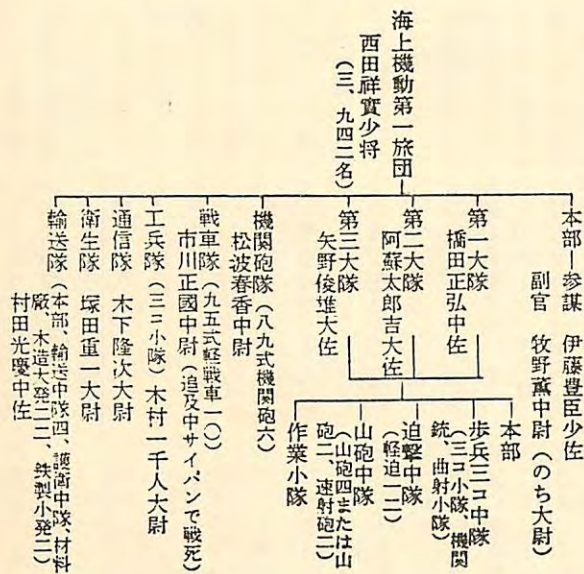 海上機動第一旅団
西田祥實少将
（三、九四二名）
本部―参謀　伊藤豊臣少佐
副官　牧野薫中尉（のち大尉）
第一大隊
橋田正弘中佐
第二大隊
阿蘇太郎吉大佐
第三大隊
矢野俊雄大佐
本部
歩兵三コ中隊
（三コ小隊、機関
銃、曲射小隊）
迫撃中隊
（軽迫一二）
山砲中隊
（山砲四または山
砲二、速射砲二）
作業小隊
機関砲隊（八九式機関砲六）
松波春香中尉
戦車隊（九五式軽戦車一〇）
市川正國中尉（追及中サイパンで戦死）
工兵隊（三コ小隊）木村一千人大尉
通信隊　木下隆次大尉
衛生隊　塚田重一大尉
輸送隊（本部、輸送中隊四、護衛中隊、材料
廠、木造大発二二、鉄製小発二）
村田光慶中佐